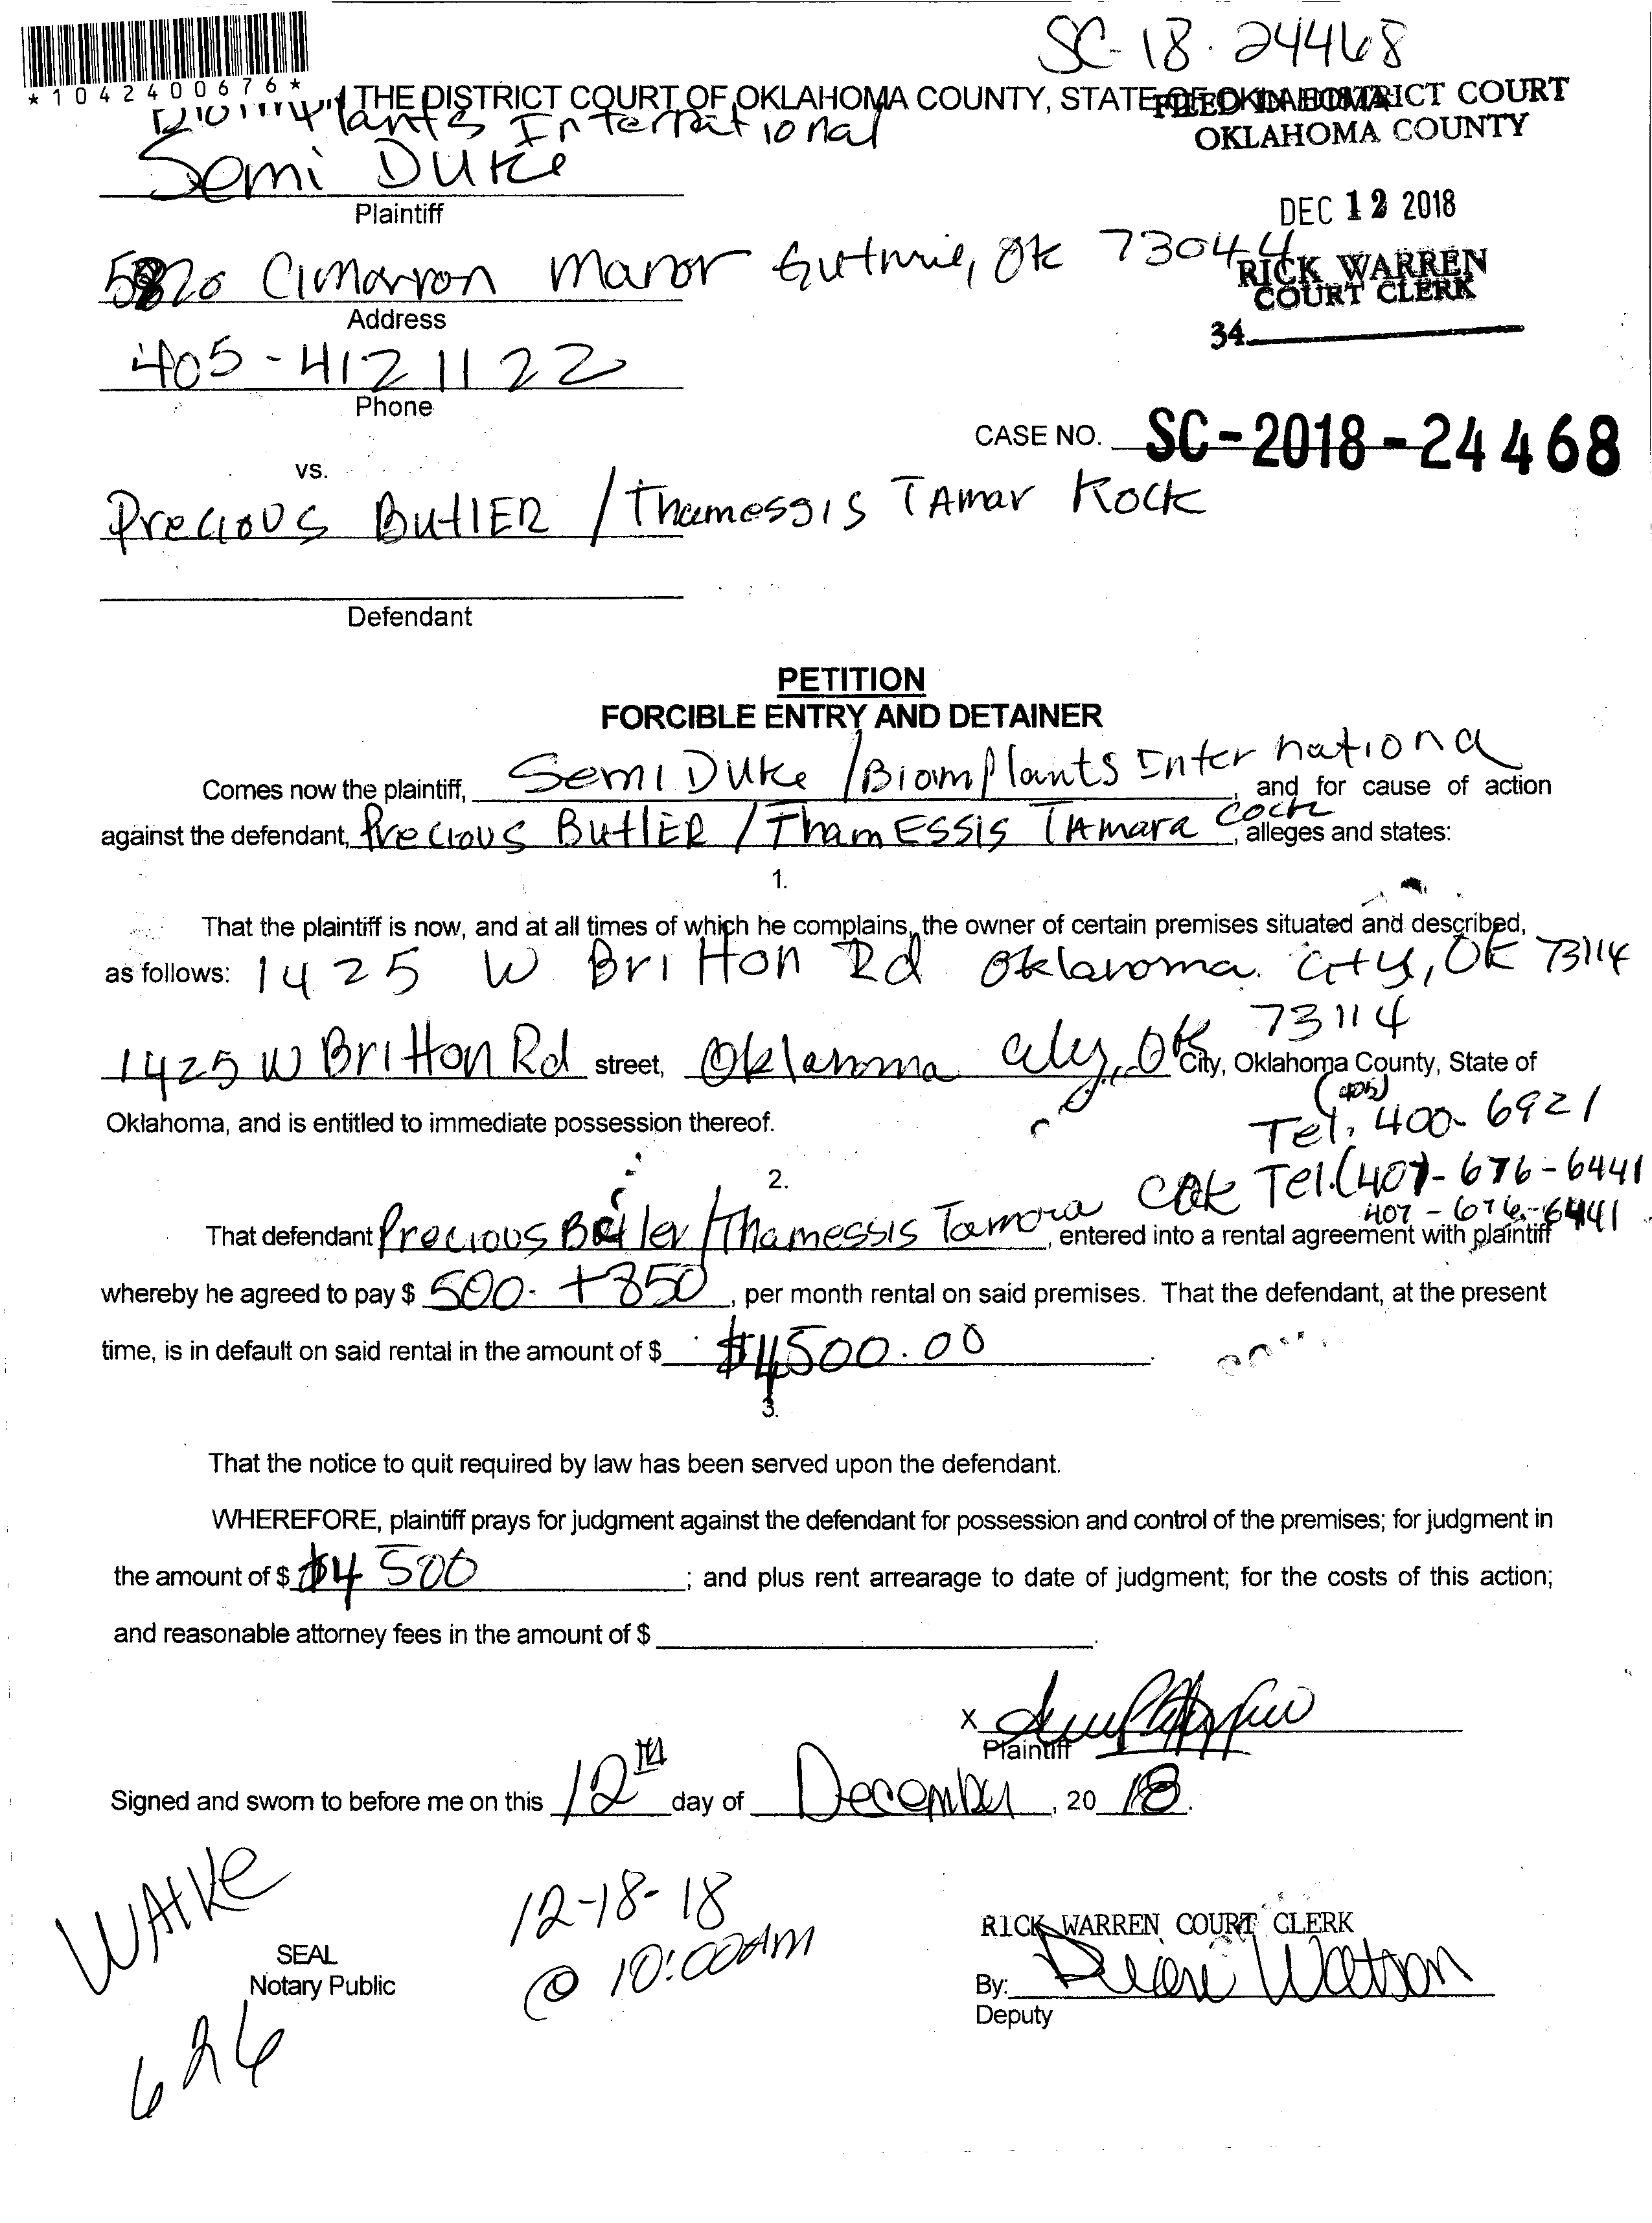 SC-18-24468
*1042400676*
THE DISTRICT COURT OF OKLAHOMA COUNTY, STATE OF OKLAHOMA
FILED IN DISTRICT COURT
OKLAHOMA COUNTY
Biomplants International
Semi Duke
Plaintiff
DEC 12 2018
Cimarron Manor Guthrie, Ok 73044
RICK WARREN
COURT CLERK
Address
34
405-412 1122
Phone
CASE NO. SC-2018-24468
vs.
Precious ButlER / Thamessis TAmar Kock
Defendant
PETITION
FORCIBLE ENTRY AND DETAINER
Comes now the plaintiff, Semi Duke / Biomplants Internationa, and for cause of action
against the defendant, Precious ButlER / ThamEssis TAmara Cock, alleges and states:
1.
That the plaintiff is now, and at all times of which he complains, the owner of certain premises situated and described,
as follows: 1425 W Britton Rd Oklahoma City, OK 73114
73114
1425 W Britton Rd street, Oklahoma City, OK City, Oklahoma County, State of
Oklahoma, and is entitled to immediate possession thereof.
(405)
Tel. 400-6921
2.
Tel. (407-676-6441
407-676-6441
That defendant Precious Butler / Thamessis Tamara, entered into a rental agreement with plaintiff
whereby he agreed to pay $ 500. + 850, per month rental on said premises. That the defendant, at the present
time, is in default on said rental in the amount of $ $4500.00.
3.
That the notice to quit required by law has been served upon the defendant.
WHEREFORE, plaintiff prays for judgment against the defendant for possession and control of the premises; for judgment in
the amount of $ $4500; and plus rent arrearage to date of judgment; for the costs of this action;
and reasonable attorney fees in the amount of $
X
Plaintiff
Signed and sworn to before me on this 12TH day of December, 20 18.
WAtKe
12-18-18
@ 10:00AM
RICK WARREN COURT CLERK
SEAL
Notary Public
By: Diane Watson
Deputy
626